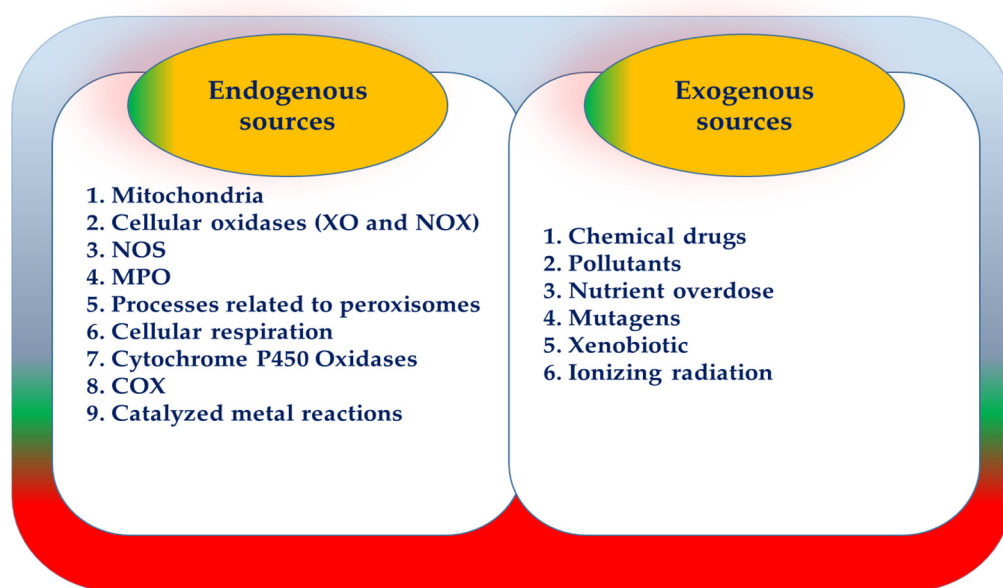 Endogenous
sources
1. Mitochondria
2. Cellular oxidases (XO and NOX)
3. NOS
4. MPO
5. Processes related to peroxisomes
6. Cellular respiration
7. Cytochrome P450 Oxidases
8. COX
9. Catalyzed metal reactions
Exogenous
sources
1. Chemical drugs
2. Pollutants
3. Nutrient overdose
4. Mutagens
5. Xenobiotic
6. Ionizing radiation